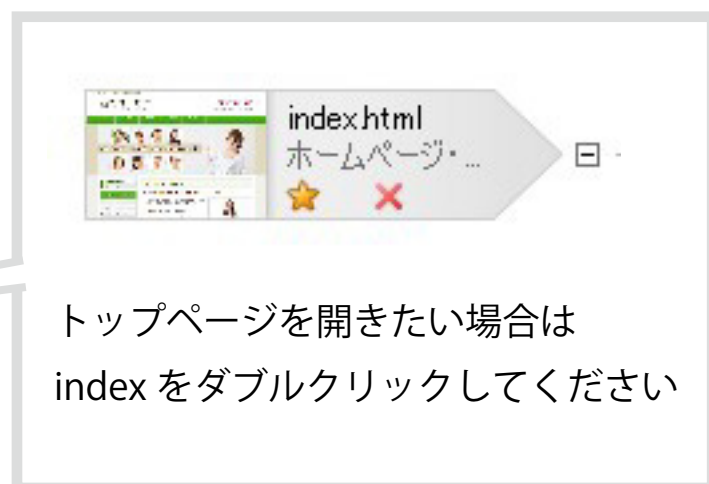 index.html
ホームページ・...
トップページを開きたい場合は
index をダブルクリックしてください